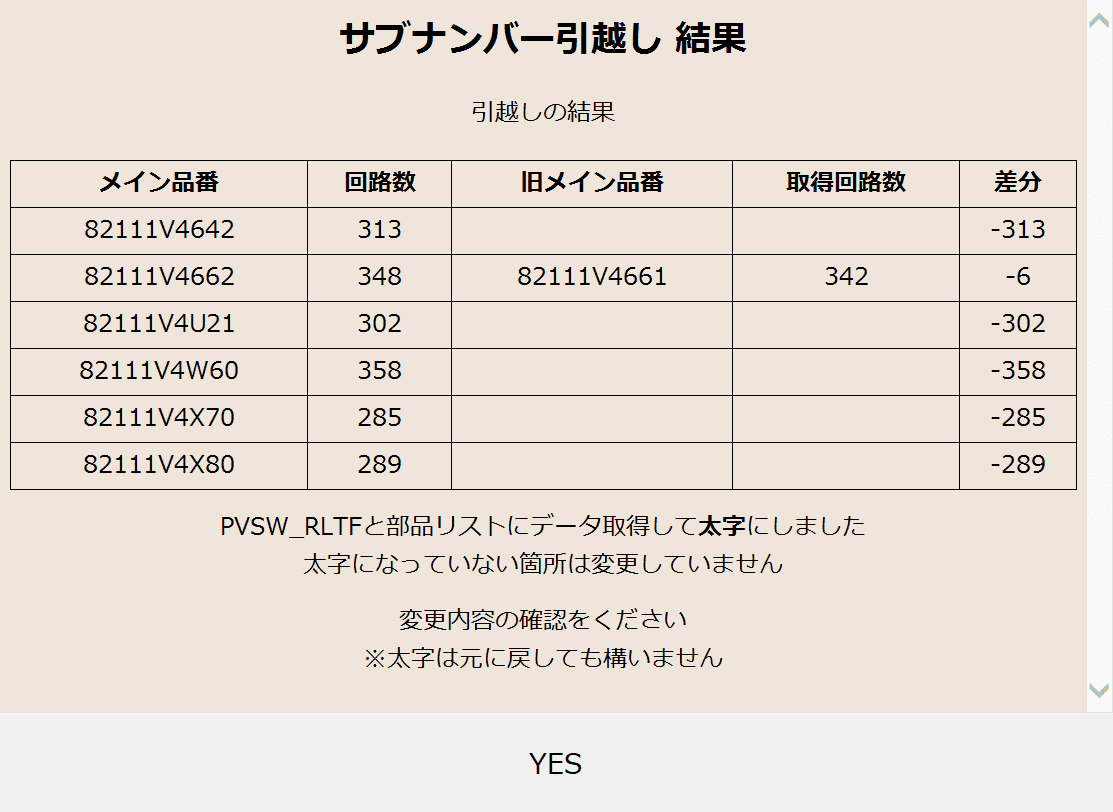 サブナンバー引越し 結果
引越しの結果
メイン品番 回路数 旧メイン品番 取得回路数 差分
82111V4642 313 -313
82111V4662 348 82111V4661 342 -6
82111V4U21 302 -302
82111V4W60 358 -358
82111V4X70 285 -285
82111V4X80 289 -289
PVSW_RLTFと部品リストにデータ取得して太字にしました
太字になっていない箇所は変更していません
変更内容の確認をください
※太字は元に戻しても構いません
YES